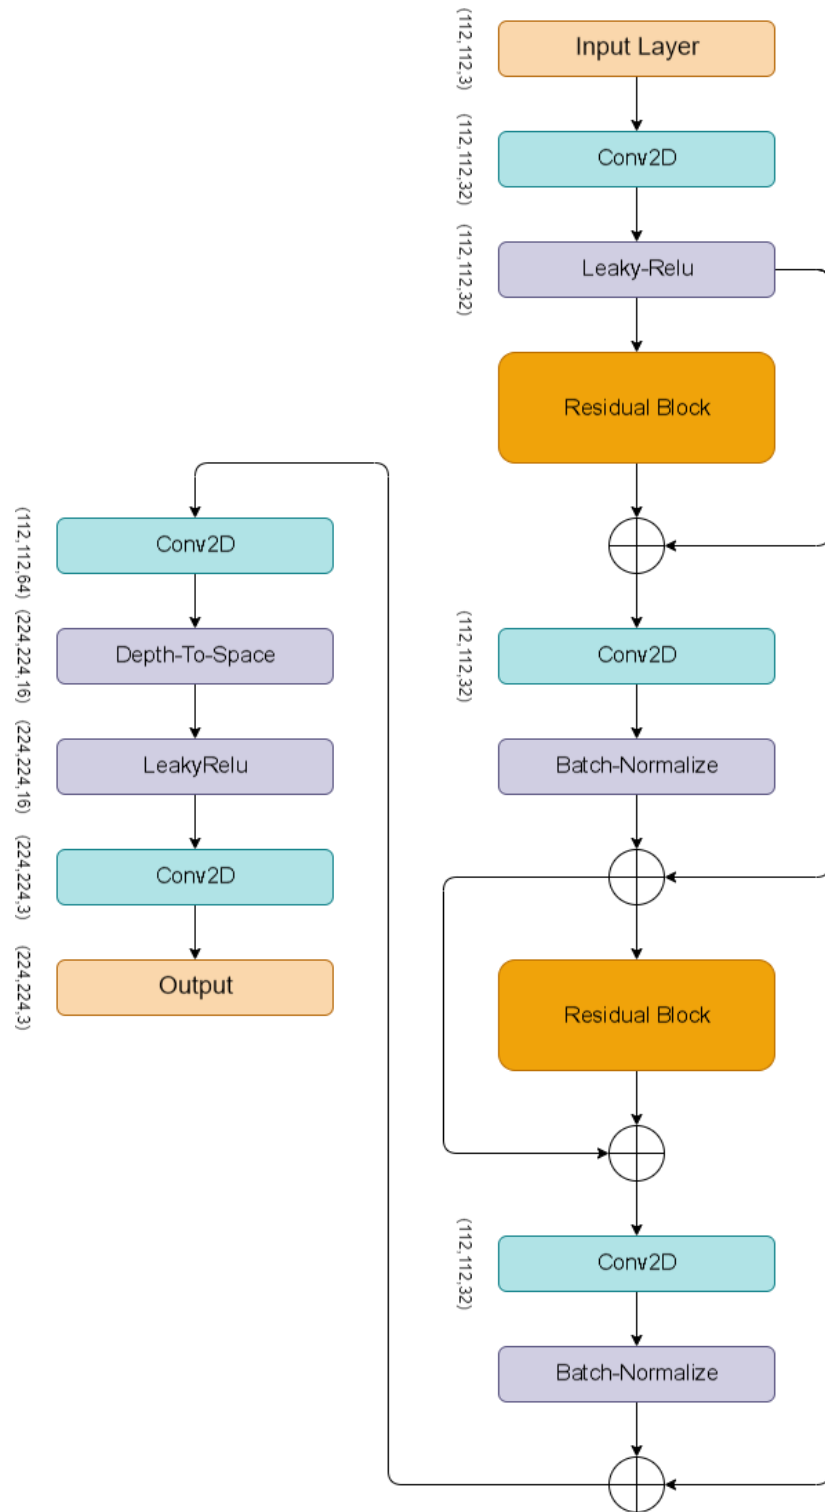 (112,112,3)
Input Layer
(112,112,32)
Conv2D
(112,112,32)
Leaky-Relu
Residual Block
(112,112,32)
Conv2D
Batch-Normalize
Residual Block
(112,112,32)
Conv2D
Batch-Normalize
(112,112,64)
Conv2D
(224,224,16)
Depth-To-Space
(224,224,16)
LeakyRelu
(224,224,3)
Conv2D
(224,224,3)
Output